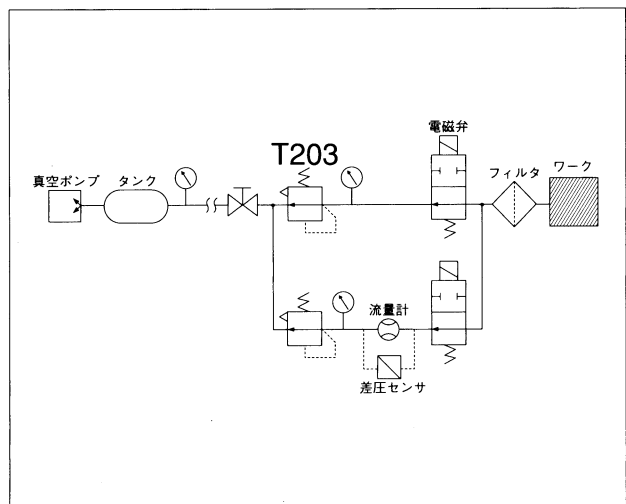 電磁弁
T203
真空ポンプ
タンク
フィルタ
ワーク
流量計
差圧センサ